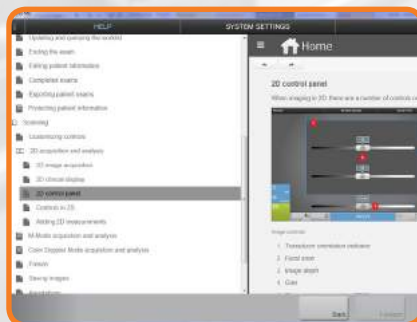 HELP
SYSTEM SETTINGS
Updating and querying the worklist
Ending the exam
Editing patient information
Completed exams
Exporting patient exams
Protecting patient information
Scanning
Customizing controls
2D acquisition and analysis
2D image acquisition
2D clinical display
2D control panel
Controls in 2D
Adding 2D measurements
M-Mode acquisition and analysis
Color Doppler Mode acquisition and analysis
Freeze
Saving images
Annotations
Home
2D control panel
When imaging in 2D, there are a number of controls
Image controls
1. Transducer orientation indicator
2. Focal zone
3. Image depth
4. Gain
Back
Forward